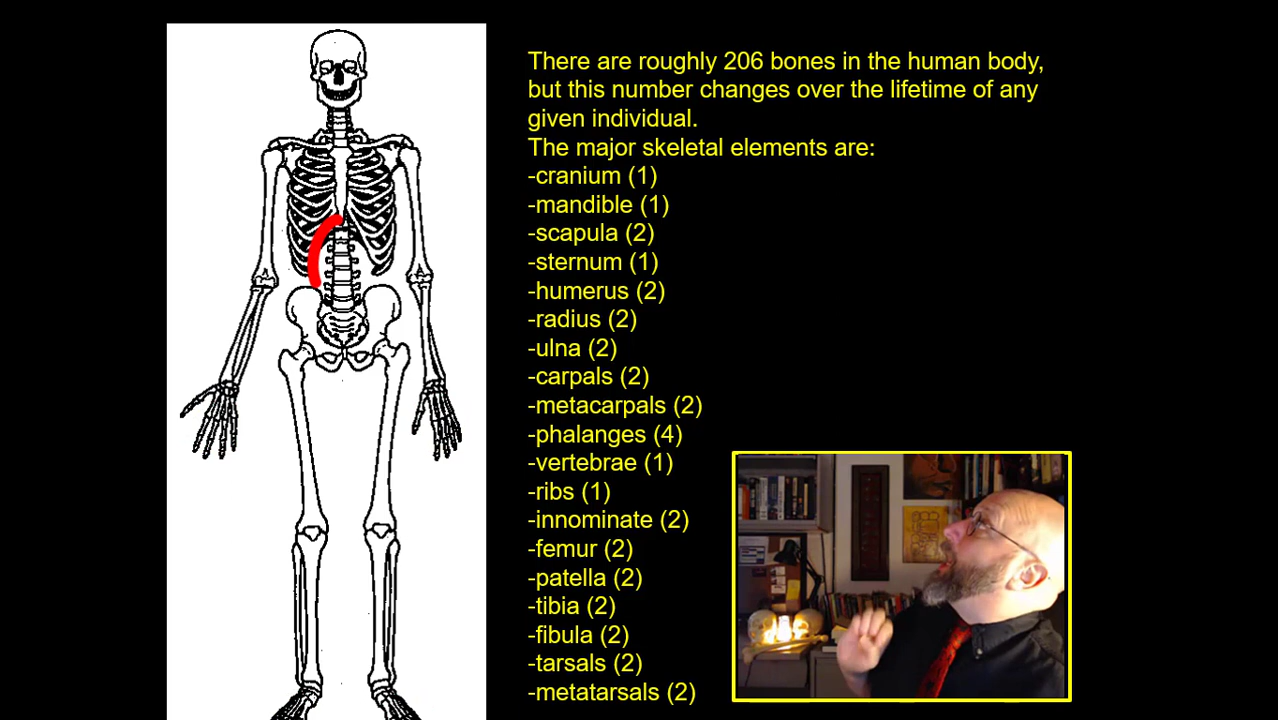 There are roughly 206 bones in the human body,
but this number changes over the lifetime of any
given individual.
The major skeletal elements are:
-cranium (1)
-mandible (1)
-scapula (2)
-sternum (1)
-humerus (2)
-radius (2)
-ulna (2)
-carpals (2)
-metacarpals (2)
-phalanges (4)
-vertebrae (1)
-ribs (1)
-innominate (2)
-femur (2)
-patella (2)
-tibia (2)
-fibula (2)
-tarsals (2)
-metatarsals (2)